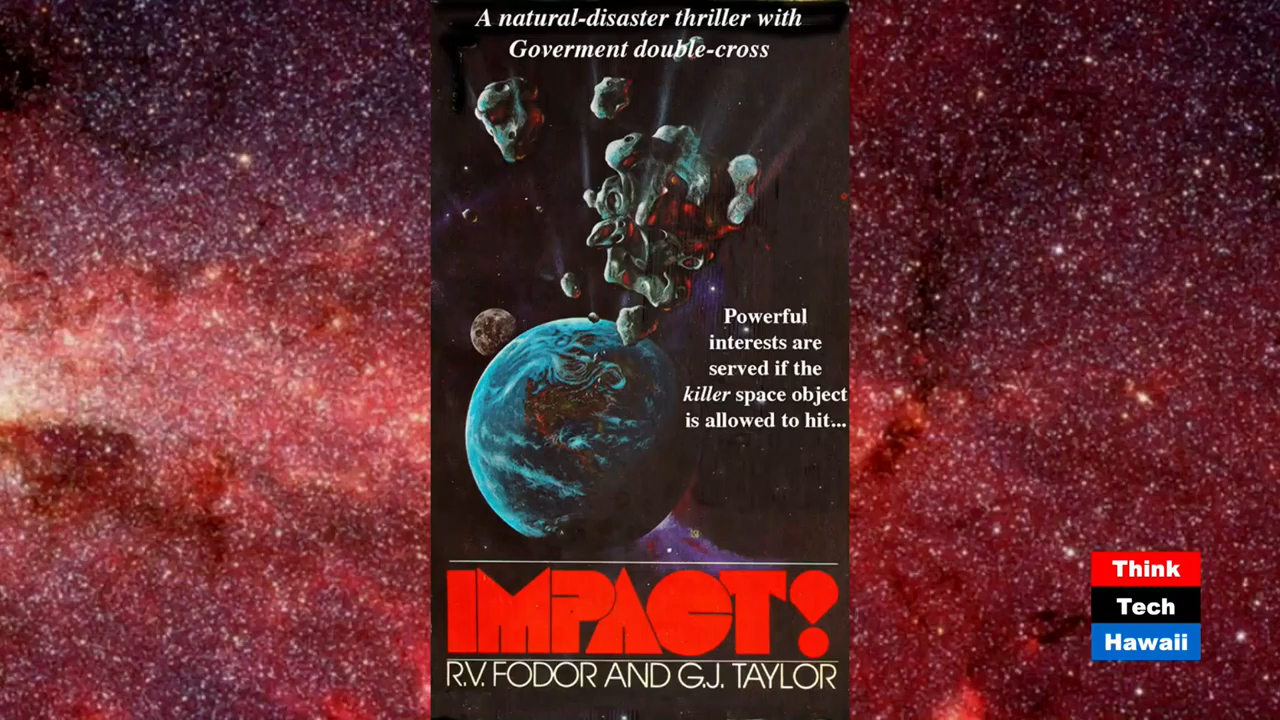 A natural-disaster thriller with
Goverment double-cross
Powerful
interests are
served if the
killer space object
is allowed to hit...
IMPACT!
R.V. FODOR AND G.J. TAYLOR
Think
Tech
Hawaii